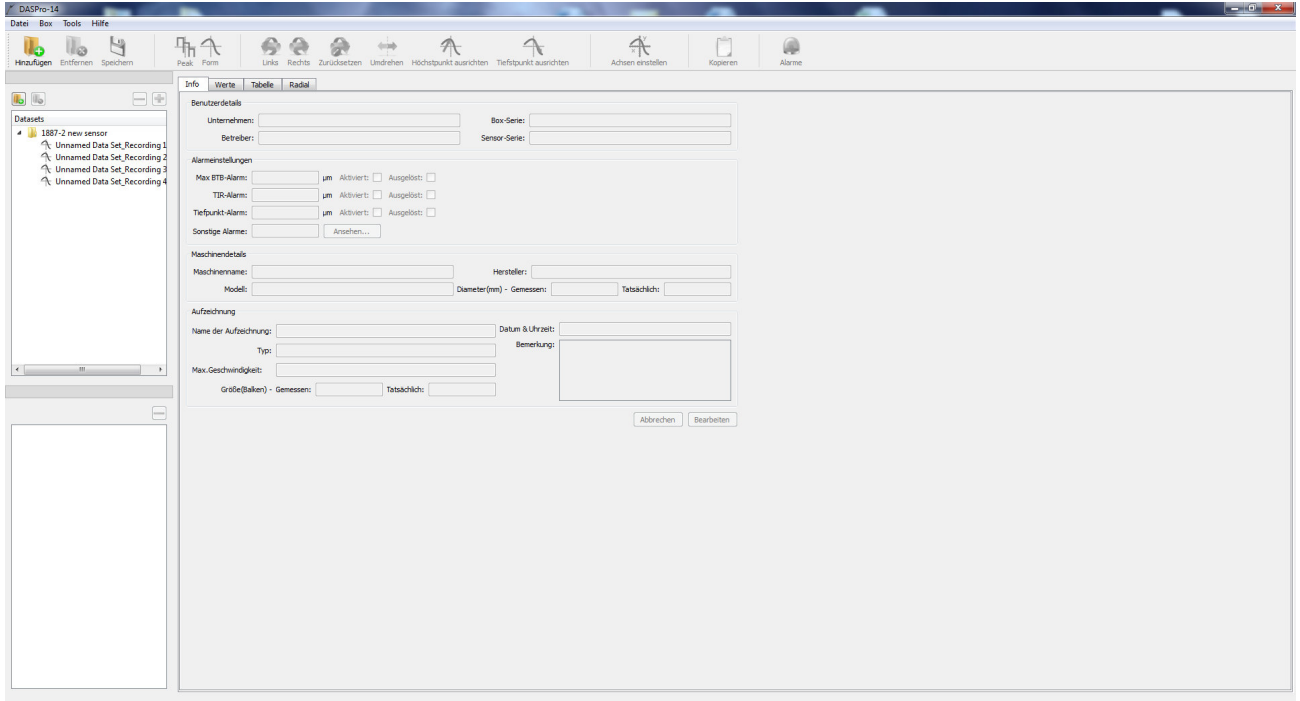 DASPro-14
Datei Box Tools Hilfe
Hinzufügen Entfernen Speichern Peak Form Links Rechts Zurücksetzen Umdrehen Höchstpunkt ausrichten Tiefstpunkt ausrichten Achsen einstellen Kopieren Alarme
Info Werte Tabelle Radial
Datasets
1887-2 new sensor
Unnamed Data Set_Recording 1
Unnamed Data Set_Recording 2
Unnamed Data Set_Recording 3
Unnamed Data Set_Recording 4
Benutzerdetails
Unternehmen: Box-Serie:
Betreiber: Sensor-Serie:
Alarmeinstellungen
Max BTB-Alarm: µm Aktiviert: Ausgelöst:
TIR-Alarm: µm Aktiviert: Ausgelöst:
Tiefpunkt-Alarm: µm Aktiviert: Ausgelöst:
Sonstige Alarme: Ansehen...
Maschinendetails
Maschinenname: Hersteller:
Modell: Diameter(mm) - Gemessen: Tatsächlich:
Aufzeichnung
Name der Aufzeichnung: Datum & Uhrzeit:
Typ: Bemerkung:
Max.Geschwindigkeit:
Größe(Balken) - Gemessen: Tatsächlich:
Abbrechen Bearbeiten